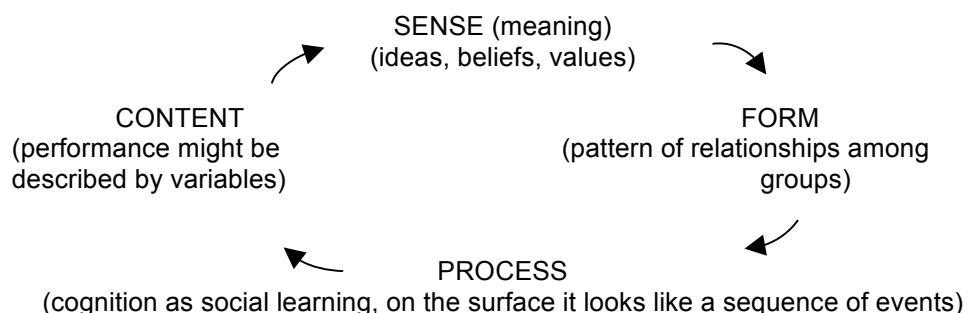 SENSE (meaning)
(ideas, beliefs, values)
CONTENT
(performance might be
described by variables)
FORM
(pattern of relationships among
groups)
PROCESS
(cognition as social learning, on the surface it looks like a sequence of events)